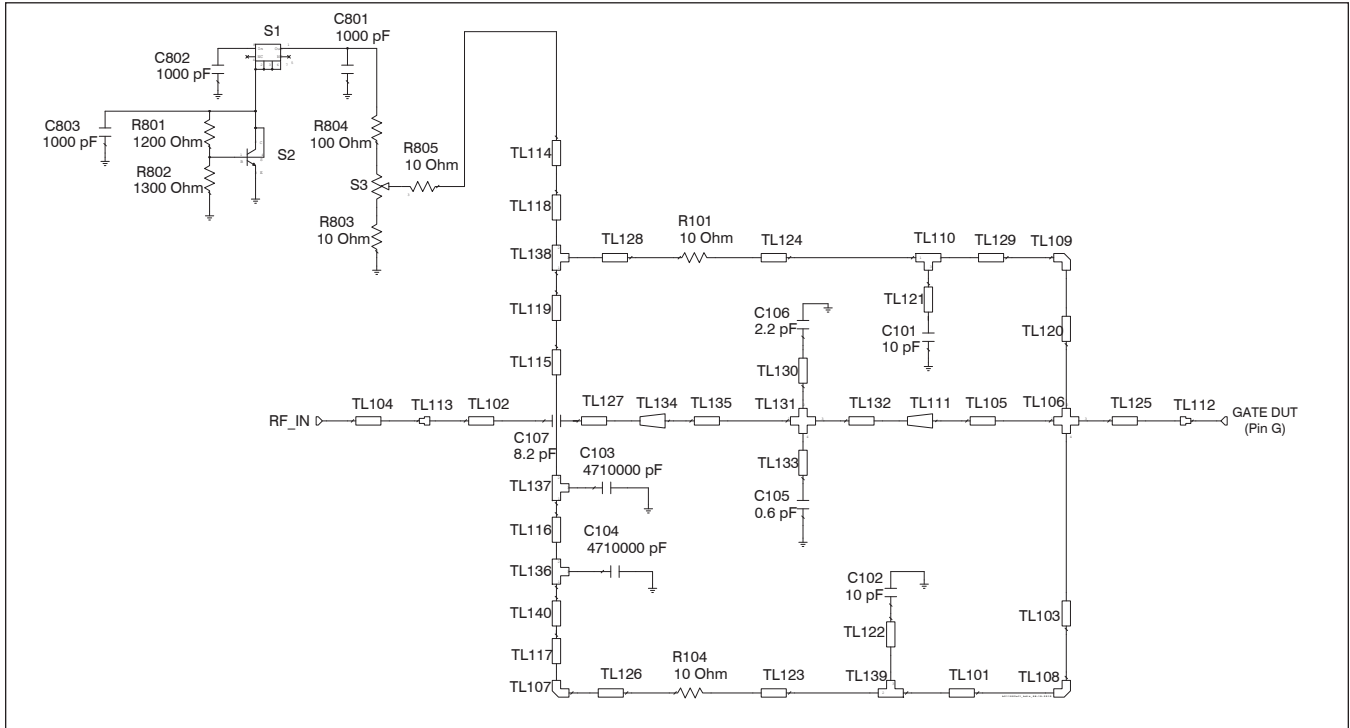 S1
C801
1000 pF
C802
1000 pF
C803
1000 pF
R801
1200 Ohm
R802
1300 Ohm
S2
R804
100 Ohm
R805
10 Ohm
S3
R803
10 Ohm
TL114
TL118
TL138
TL128
R101
10 Ohm
TL124
TL110
TL129
TL109
TL119
TL121
C106
2.2 pF
C101
10 pF
TL120
TL115
TL130
RF_IN
TL104
TL113
TL102
TL127
TL134
TL135
TL131
TL132
TL111
TL105
TL106
TL125
TL112
GATE DUT
(Pin G)
C107
8.2 pF
C103
4710000 pF
TL133
TL137
C105
0.6 pF
TL116
C104
4710000 pF
TL136
C102
10 pF
TL140
TL103
TL122
TL117
TL107
TL126
R104
10 Ohm
TL123
TL139
TL101
TL108